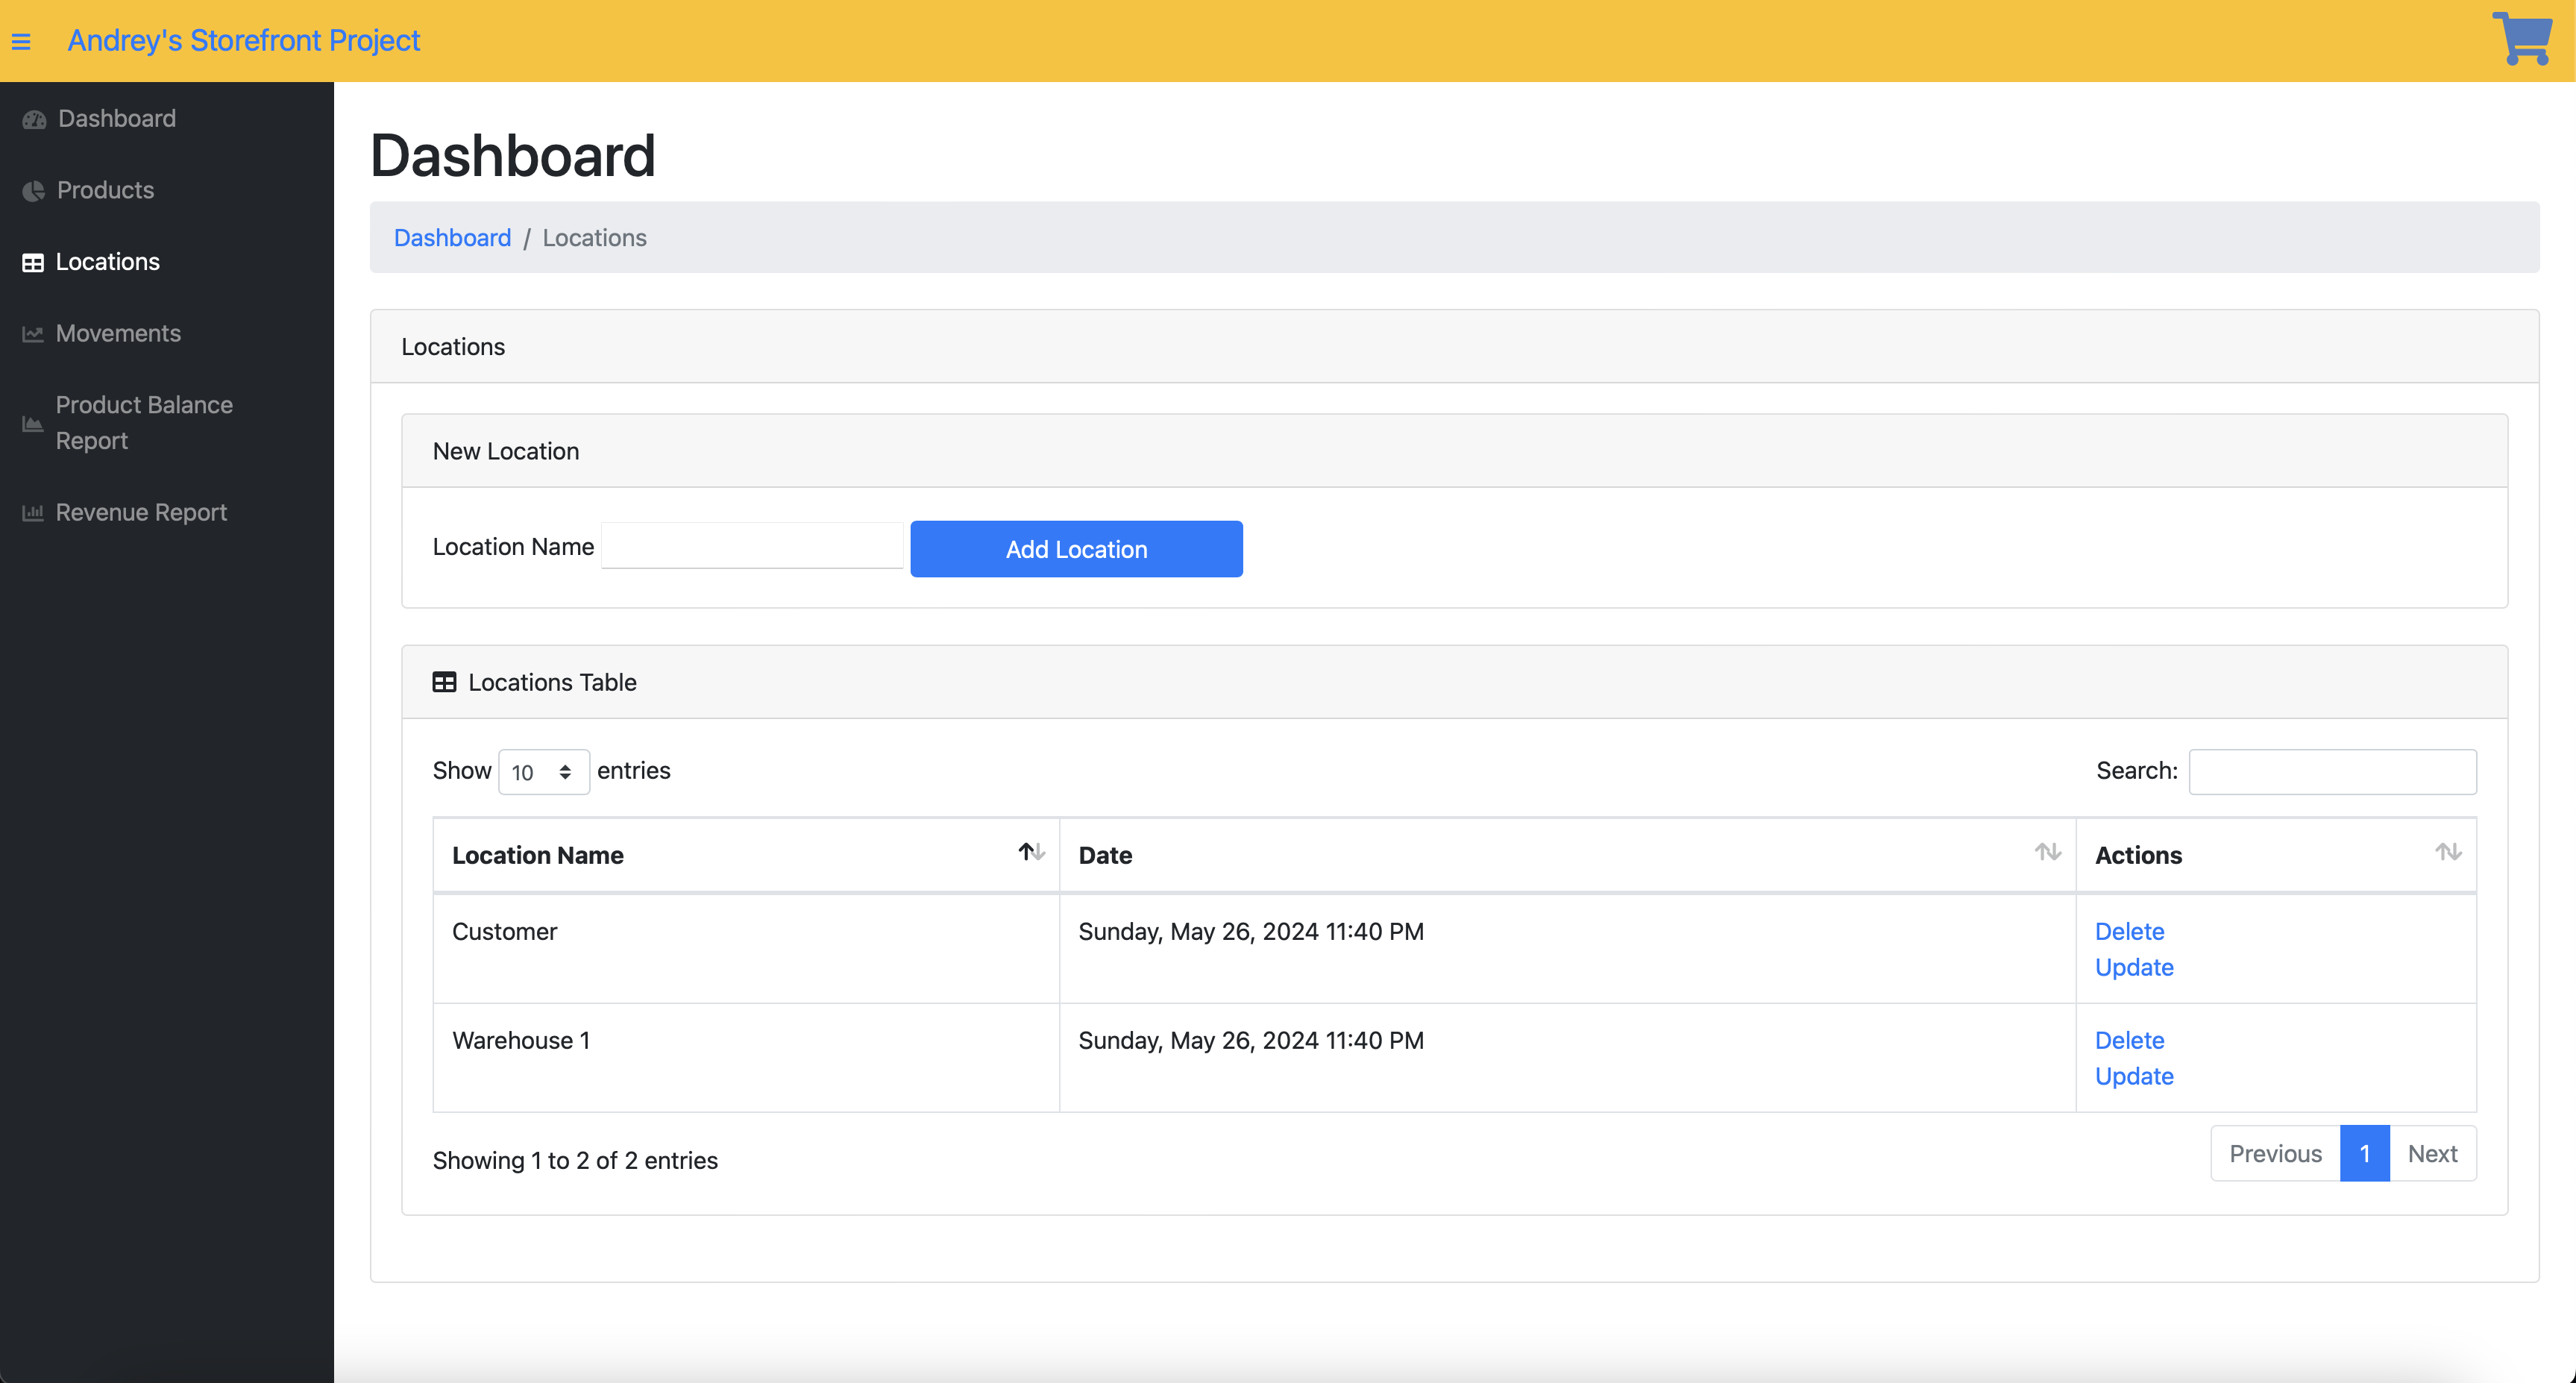 Andrey's Storefront Project
Dashboard
Products
Locations
Movements
Product Balance
Report
Revenue Report
Dashboard
Dashboard / Locations
Locations
New Location
Location Name
Add Location
Locations Table
Show 10 entries
Search:
Location Name Date Actions
Customer Sunday, May 26, 2024 11:40 PM Delete
Update
Warehouse 1 Sunday, May 26, 2024 11:40 PM Delete
Update
Showing 1 to 2 of 2 entries
Previous 1 Next